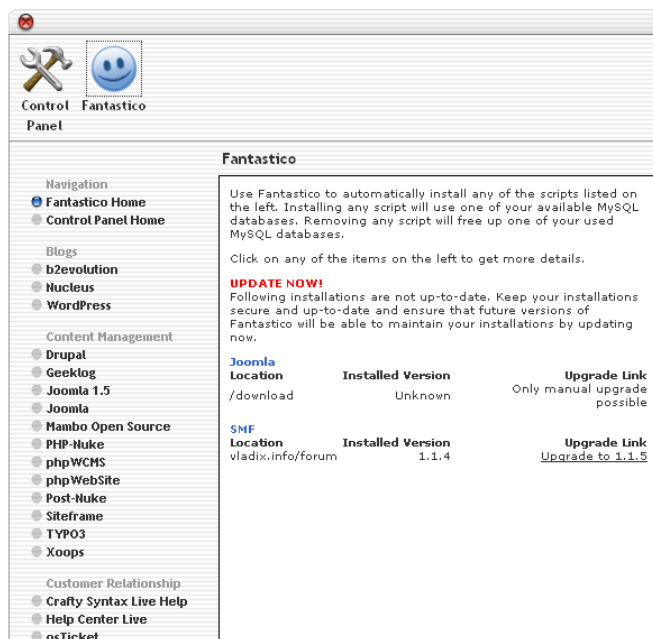 Control Panel
Fantastico
Fantastico
Navigation
Fantastico Home
Control Panel Home
Blogs
b2evolution
Nucleus
WordPress
Content Management
Drupal
Geeklog
Joomla 1.5
Joomla
Mambo Open Source
PHP-Nuke
phpWCMS
phpWebSite
Post-Nuke
Siteframe
TYPO3
Xoops
Customer Relationship
Crafty Syntax Live Help
Help Center Live
osTicket
Use Fantastico to automatically install any of the scripts listed on
the left. Installing any script will use one of your available MySQL
databases. Removing any script will free up one of your used
MySQL databases.
Click on any of the items on the left to get more details.
UPDATE NOW!
Following installations are not up-to-date. Keep your installations
secure and up-to-date and ensure that future versions of
Fantastico will be able to maintain your installations by updating
now.
Joomla
Location Installed Version Upgrade Link
/download Unknown Only manual upgrade
possible
SMF
Location Installed Version Upgrade Link
vladix.info/forum 1.1.4 Upgrade to 1.1.5